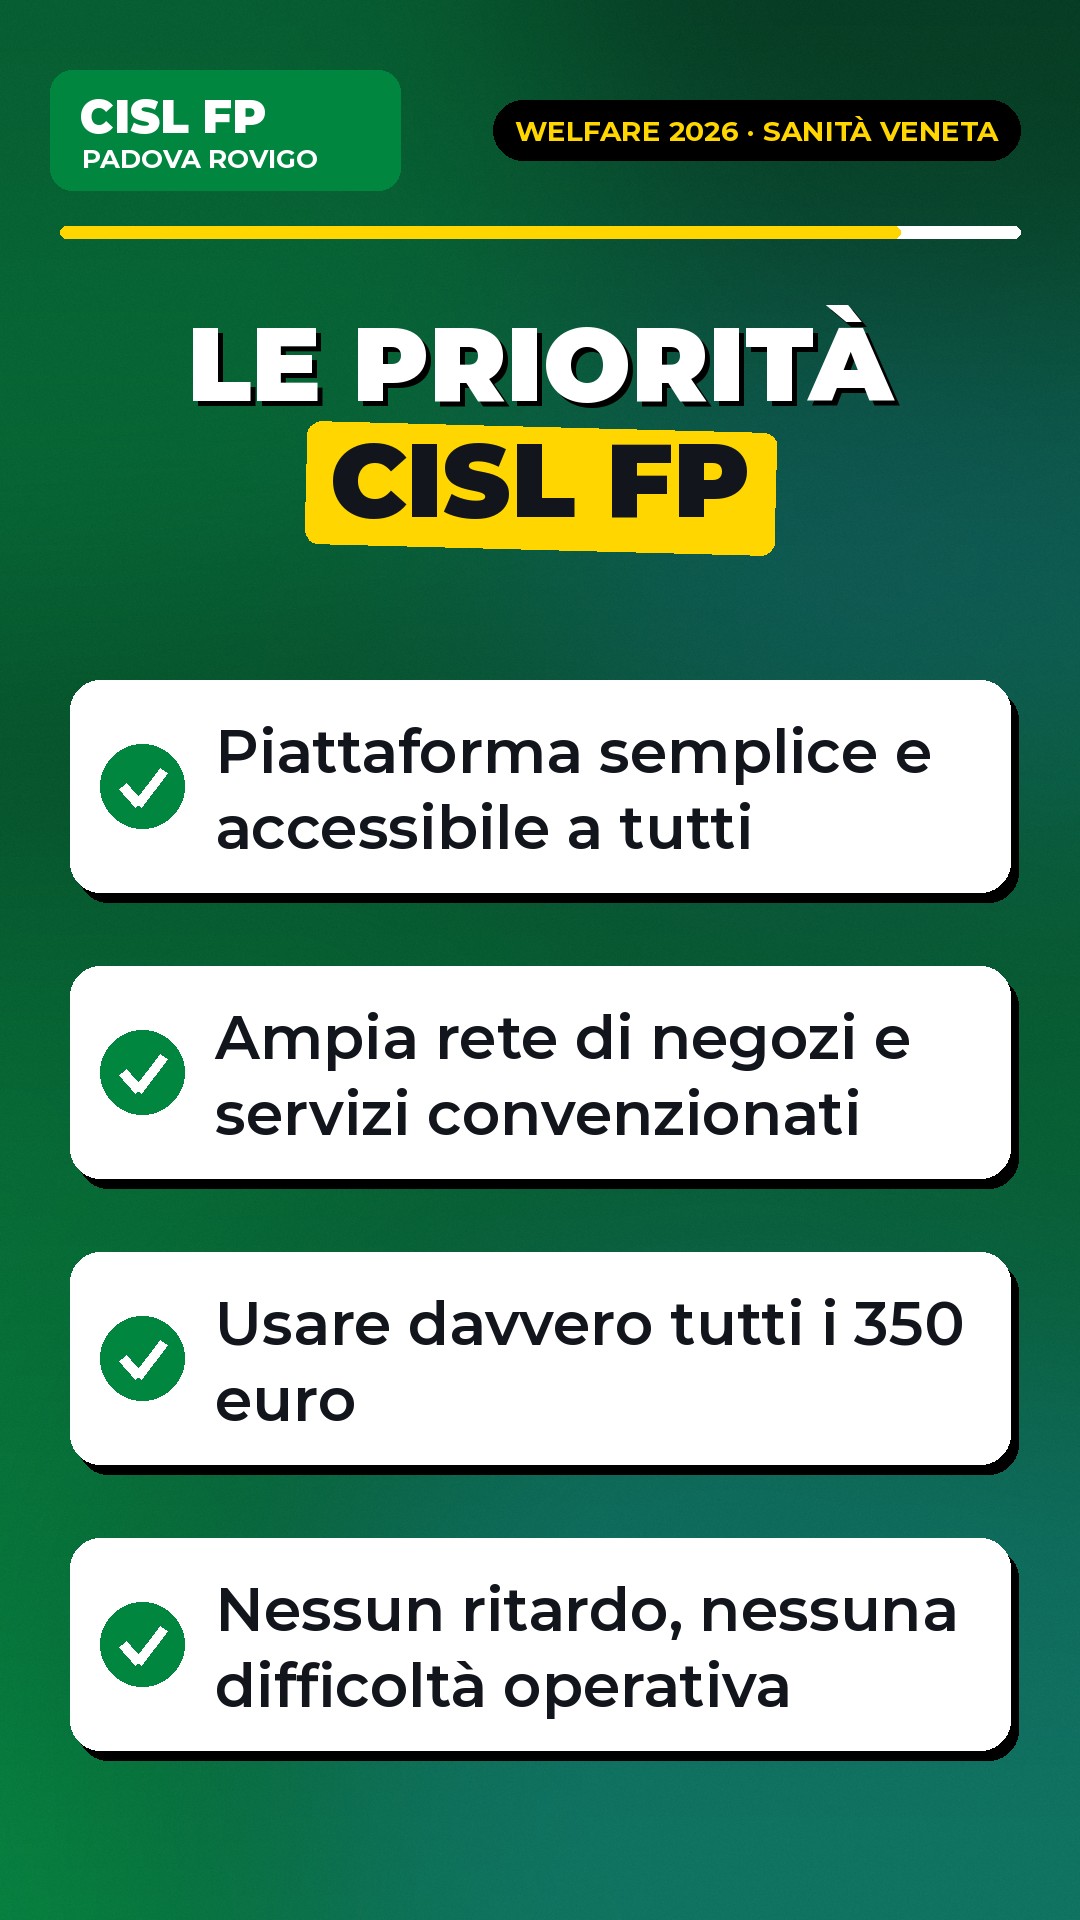 CISL FP
PADOVA ROVIGO
WELFARE 2026 · SANITÀ VENETA
LE PRIORITÀ
CISL FP
Piattaforma semplice e
accessibile a tutti
Ampia rete di negozi e
servizi convenzionati
Usare davvero tutti i 350
euro
Nessun ritardo, nessuna
difficoltà operativa